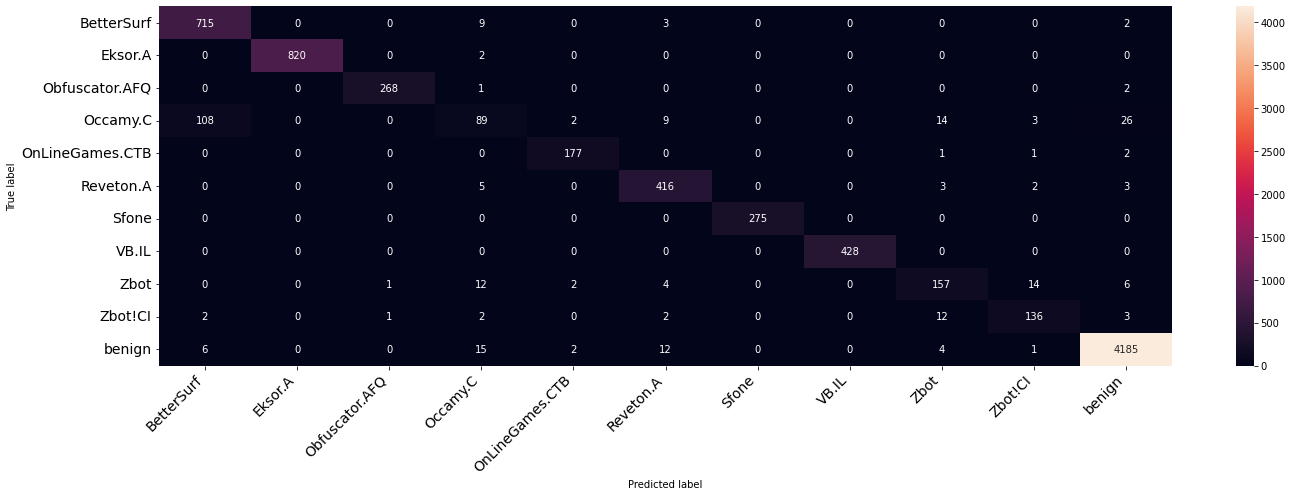 BetterSurf 715 0 0 9 0 3 0 0 0 0 2
Eksor.A 0 820 0 2 0 0 0 0 0 0 0
Obfuscator.AFQ 0 0 268 1 0 0 0 0 0 0 2
Occamy.C 108 0 0 89 2 9 0 0 14 3 26
OnLineGames.CTB 0 0 0 0 177 0 0 0 1 1 2
Reveton.A 0 0 0 5 0 416 0 0 3 2 3
Sfone 0 0 0 0 0 0 275 0 0 0 0
VB.IL 0 0 0 0 0 0 0 428 0 0 0
Zbot 0 0 1 12 2 4 0 0 157 14 6
Zbot!CI 2 0 1 2 0 2 0 0 12 136 3
benign 6 0 0 15 2 12 0 0 4 1 4185
True label
BetterSurf
Eksor.A
Obfuscator.AFQ
Occamy.C
OnLineGames.CTB
Reveton.A
Sfone
VB.IL
Zbot
Zbot!CI
benign
Predicted label
4000
3500
3000
2500
2000
1500
1000
500
0